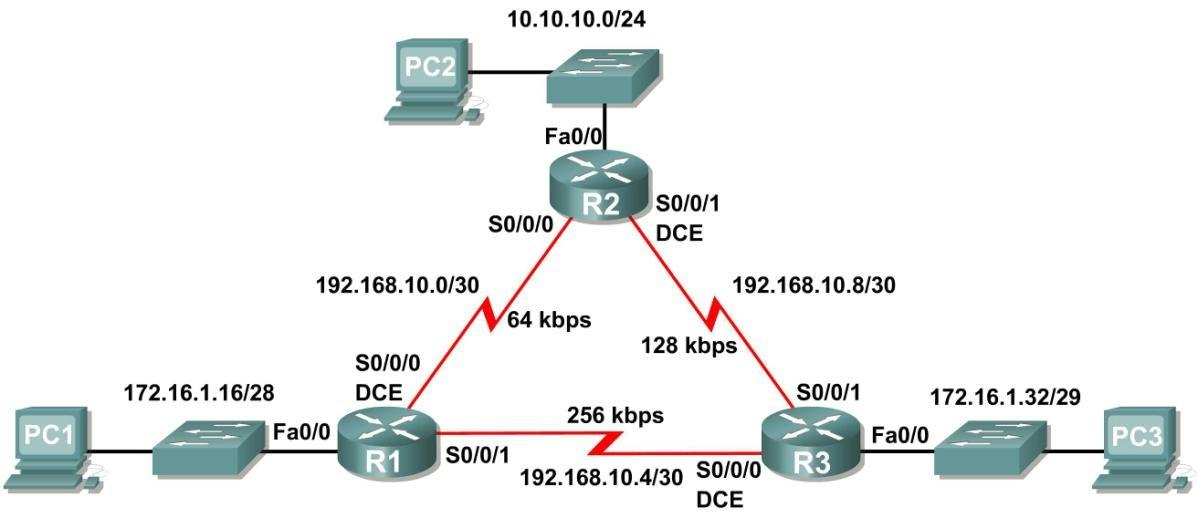 10.10.10.0/24
PC2
Fa0/0
R2
S0/0/1
DCE
S0/0/0
192.168.10.0/30
64 kbps
192.168.10.8/30
128 kbps
S0/0/0
DCE
172.16.1.16/28
PC1
Fa0/0
R1
S0/0/1
256 kbps
192.168.10.4/30
S0/0/0
DCE
S0/0/1
R3
Fa0/0
172.16.1.32/29
PC3